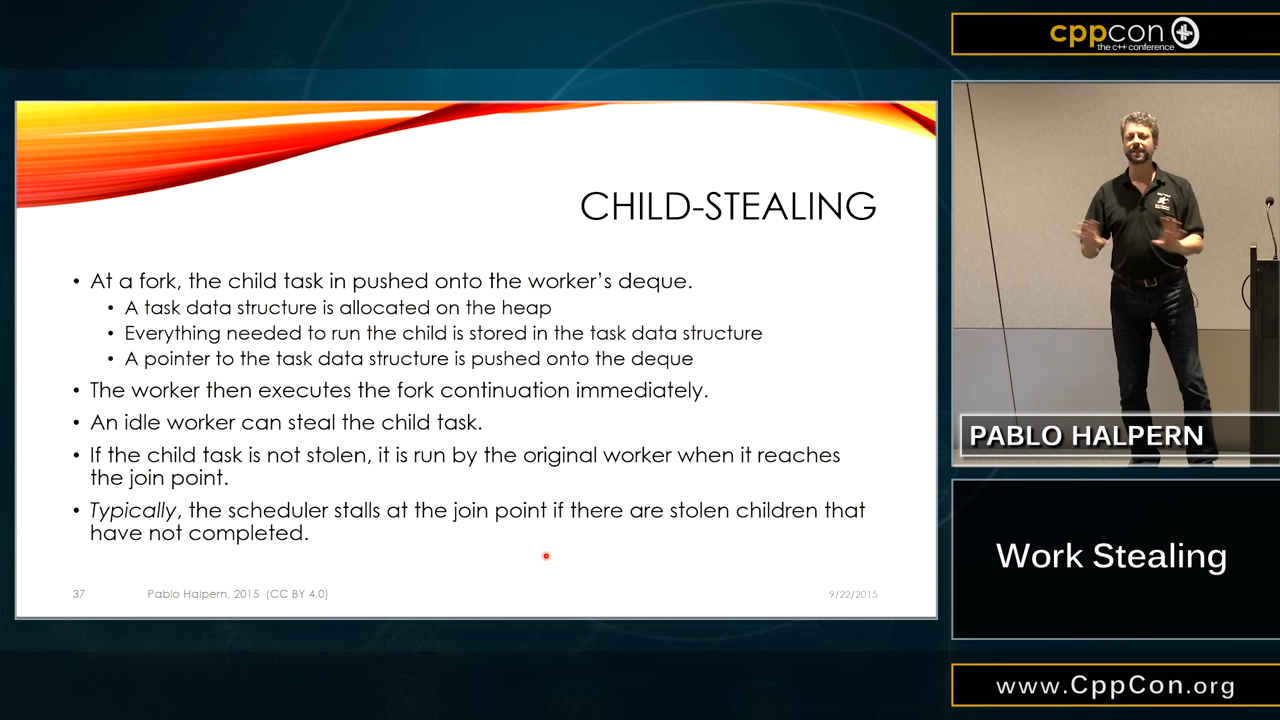 CHILD-STEALING
• At a fork, the child task in pushed onto the worker's deque.
• A task data structure is allocated on the heap
• Everything needed to run the child is stored in the task data structure
• A pointer to the task data structure is pushed onto the deque
• The worker then executes the fork continuation immediately.
• An idle worker can steal the child task.
• If the child task is not stolen, it is run by the original worker when it reaches
the join point.
• Typically, the scheduler stalls at the join point if there are stolen children that
have not completed.
37
Pablo Halpern, 2015 (CC BY 4.0)
9/22/2015
cppcon
the c++ conference
PABLO HALPERN
Work Stealing
www.CppCon.org